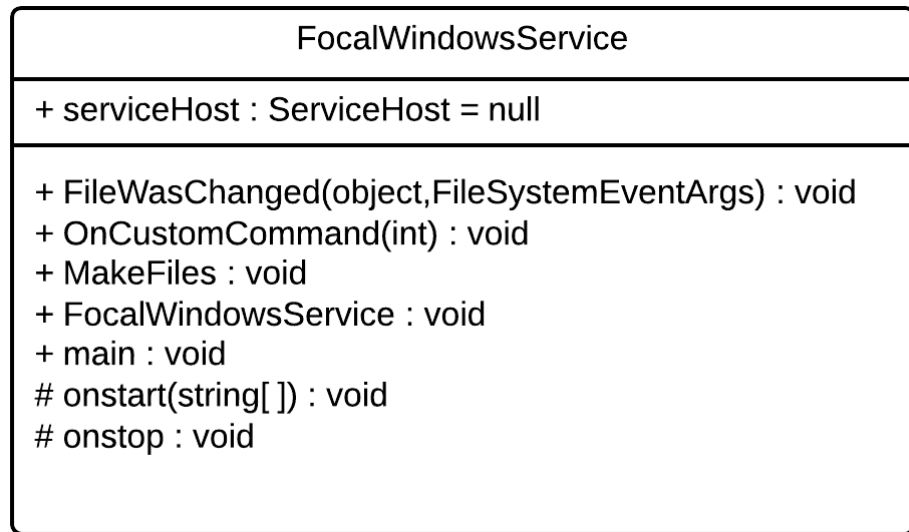 FocalWindowsService
+ serviceHost : ServiceHost = null
+ FileWasChanged(object,FileSystemEventArgs) : void
+ OnCustomCommand(int) : void
+ MakeFiles : void
+ FocalWindowsService : void
+ main : void
# onstart(string[ ]) : void
# onstop : void